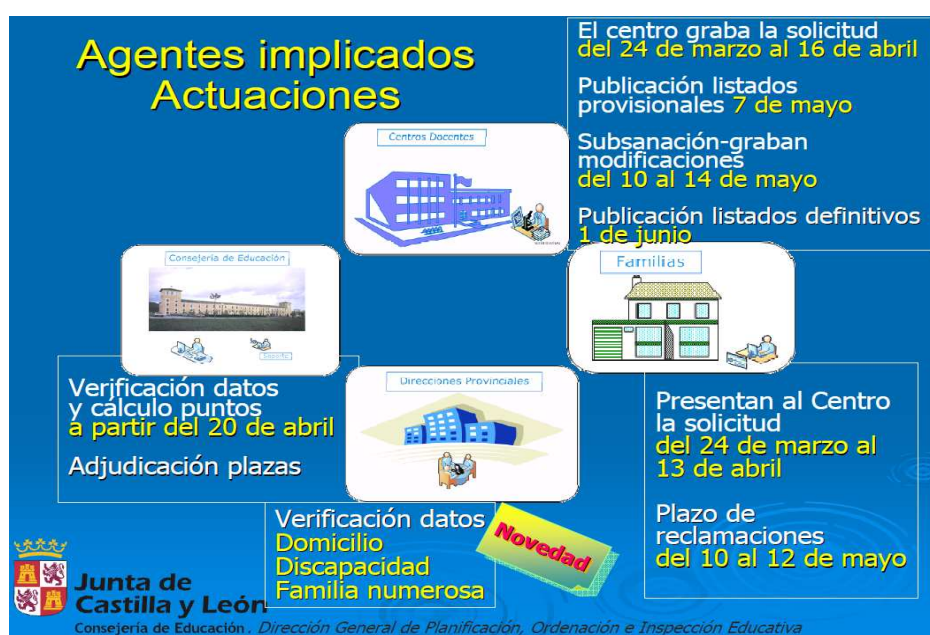 Agentes implicados
Actuaciones
El centro graba la solicitud
del 24 de marzo al 16 de abril
Publicación listados
provisionales 7 de mayo
Subsanación-graban
modificaciones
del 10 al 14 de mayo
Publicación listados definitivos
1 de junio
Centros Docentes
Consejería de Educación
Familias
Direcciones Provinciales
Verificación datos
y cálculo puntos
a partir del 20 de abril
Adjudicación plazas
Presentan al Centro
la solicitud
del 24 de marzo al
13 de abril
Plazo de
reclamaciones
del 10 al 12 de mayo
Verificación datos
Domicilio
Discapacidad
Familia numerosa
Novedad
Junta de
Castilla y León
Consejería de Educación. Dirección General de Planificación, Ordenación e Inspección Educativa